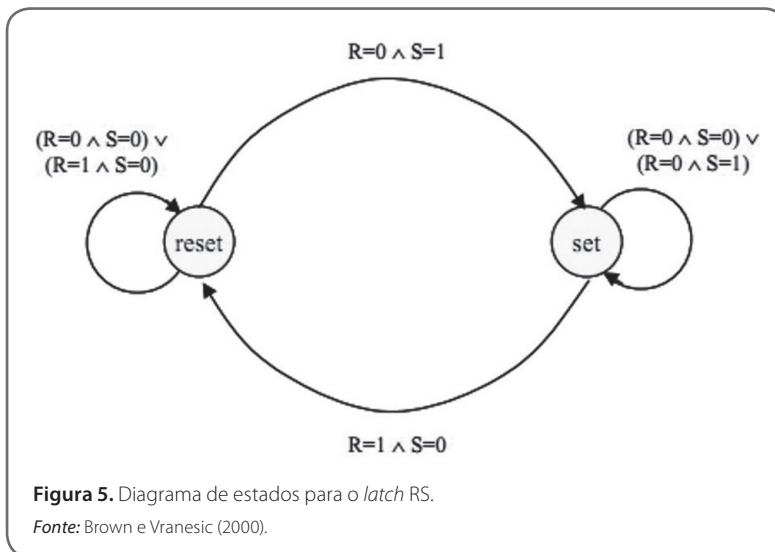 R=0 ∧ S=1
(R=0 ∧ S=0) ∨
(R=1 ∧ S=0)
(R=0 ∧ S=0) ∨
(R=0 ∧ S=1)
reset
set
R=1 ∧ S=0
Figura 5. Diagrama de estados para o latch RS.
Fonte: Brown e Vranesic (2000).